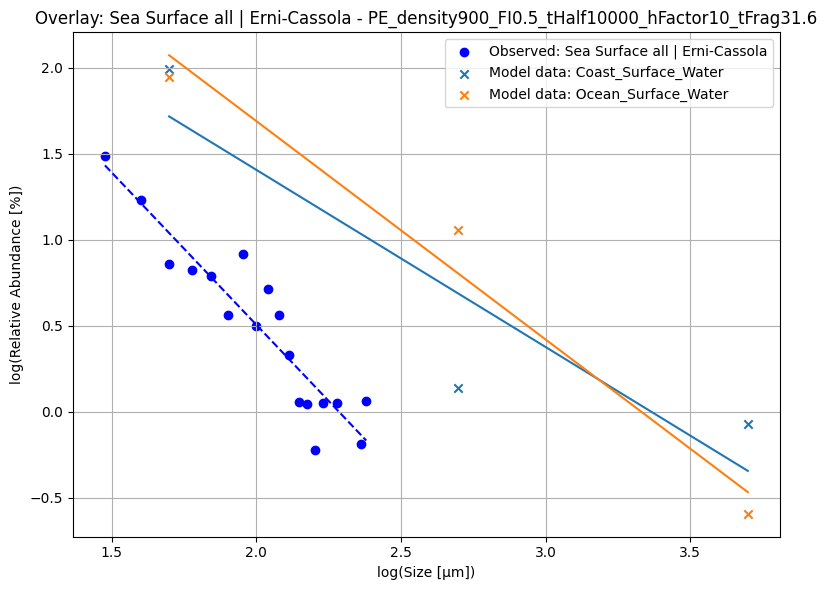 Overlay: Sea Surface all | Erni-Cassola - PE_density900_FI0.5_tHalf10000_hFactor10_tFrag31.6
Observed: Sea Surface all | Erni-Cassola
Model data: Coast_Surface_Water
Model data: Ocean_Surface_Water
log(Relative Abundance [%])
2.0
1.5
1.0
0.5
0.0
−0.5
1.5 2.0 2.5 3.0 3.5
log(Size [µm])